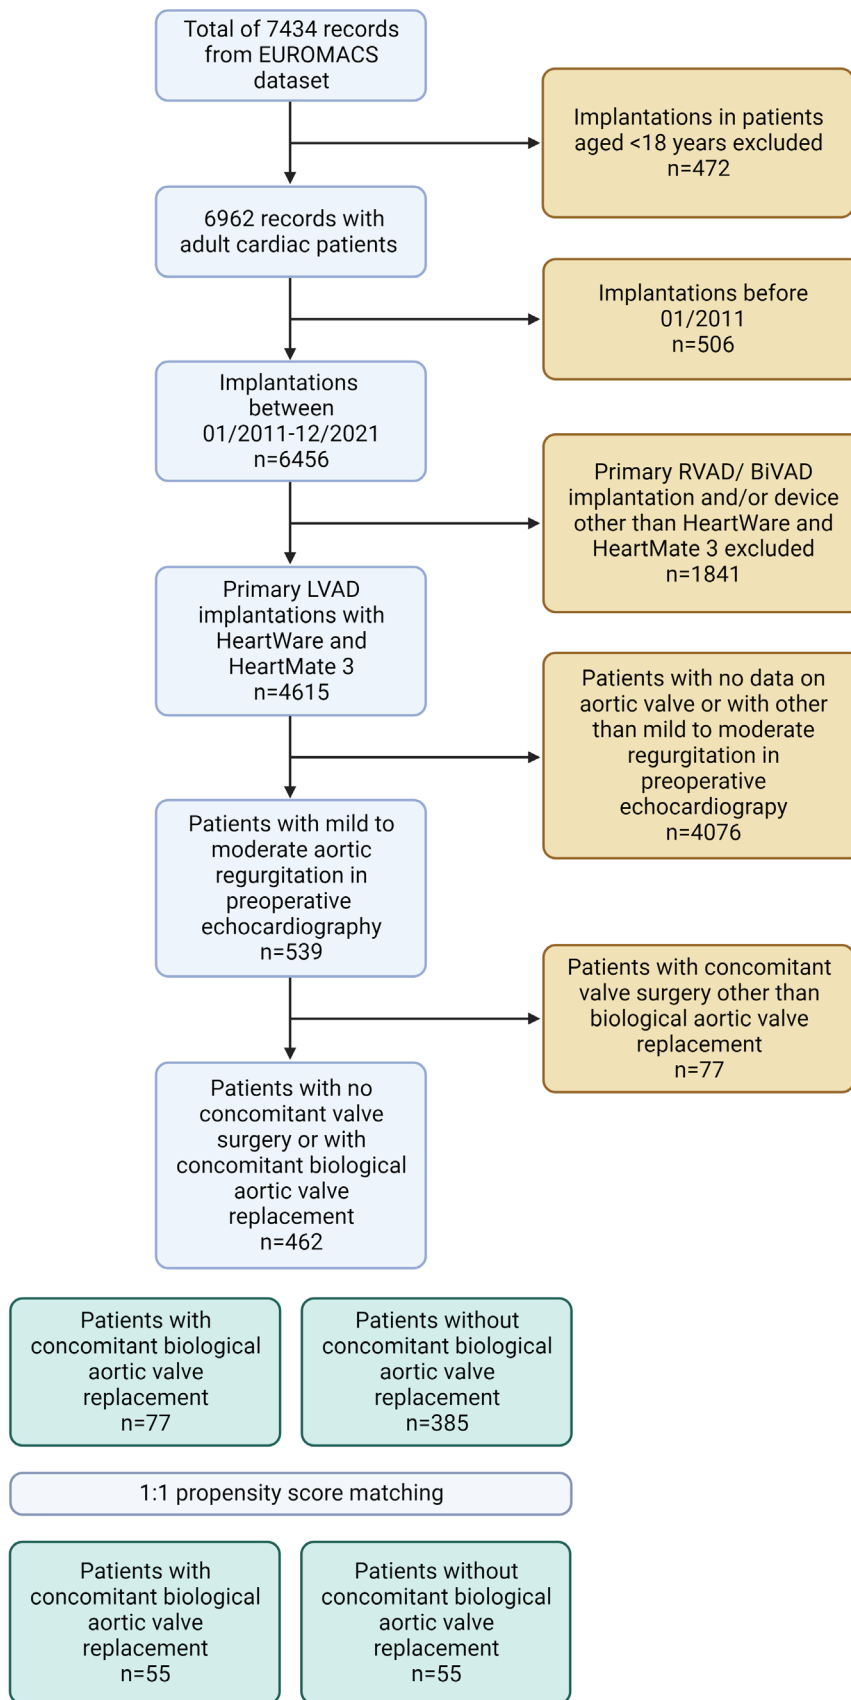 Total of 7434 records
from EUROMACS
dataset
Implantations in patients
aged <18 years excluded
n=472
6962 records with
adult cardiac patients
Implantations before
01/2011
n=506
Implantations
between
01/2011-12/2021
n=6456
Primary RVAD/ BiVAD
implantation and/or device
other than HeartWare and
HeartMate 3 excluded
n=1841
Primary LVAD
implantations with
HeartWare and
HeartMate 3
n=4615
Patients with no data on
aortic valve or with other
than mild to moderate
regurgitation in
preoperative
echocardiograpy
n=4076
Patients with mild to
moderate aortic
regurgitation in
preoperative
echocardiography
n=539
Patients with concomitant
valve surgery other than
biological aortic valve
replacement
n=77
Patients with no
concomitant valve
surgery or with
concomitant biological
aortic valve
replacement
n=462
Patients with
concomitant biological
aortic valve
replacement
n=77
Patients without
concomitant biological
aortic valve
replacement
n=385
1:1 propensity score matching
Patients with
concomitant biological
aortic valve
replacement
n=55
Patients without
concomitant biological
aortic valve
replacement
n=55